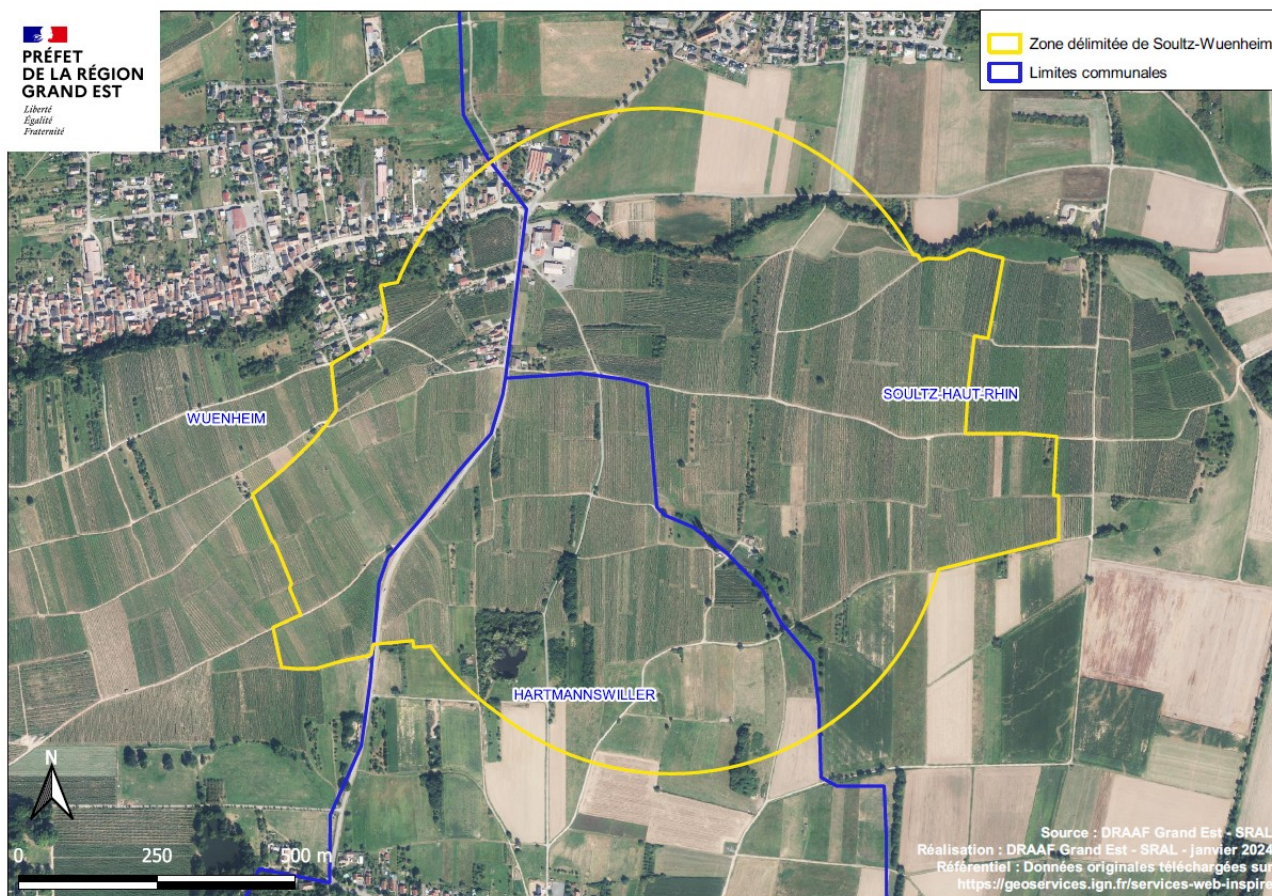 PRÉFET
DE LA RÉGION
GRAND EST
Liberté
Égalité
Fraternité
Zone délimitée de Soultz-Wuenheim
Limites communales
WUENHEIM
SOULTZ-HAUT-RHIN
HARTMANNSWILLER
N
0 250 500 m
Source : DRAAF Grand Est - SRAL
Réalisation : DRAAF Grand Est - SRAL - janvier 2024
Référentiel : Données originales téléchargées sur
https://geoservices.ign.fr/services-web-inspire